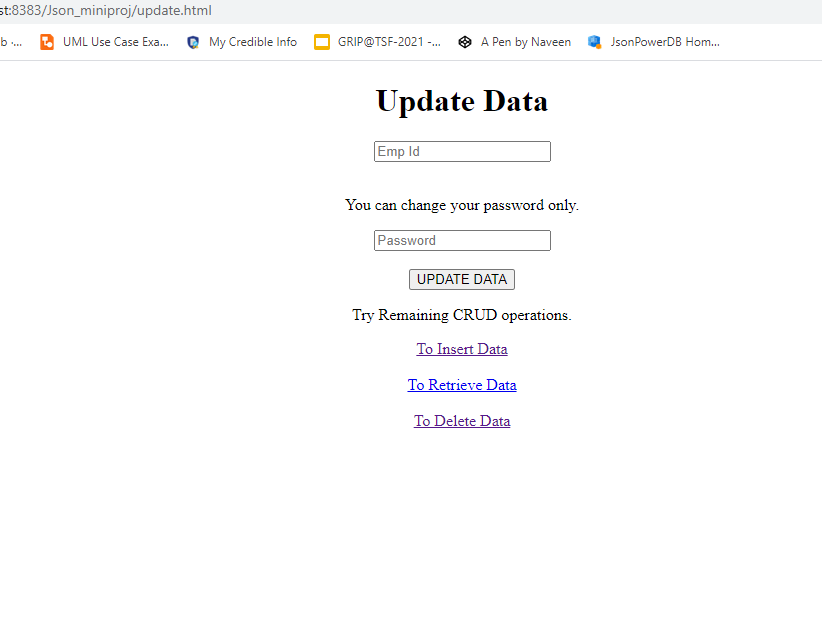 st:8383/Json_miniproj/update.html
b -... UML Use Case Exa... My Credible Info GRIP@TSF-2021 -... A Pen by Naveen JsonPowerDB Hom...
Update Data
Emp Id
You can change your password only.
Password
UPDATE DATA
Try Remaining CRUD operations.
To Insert Data
To Retrieve Data
To Delete Data